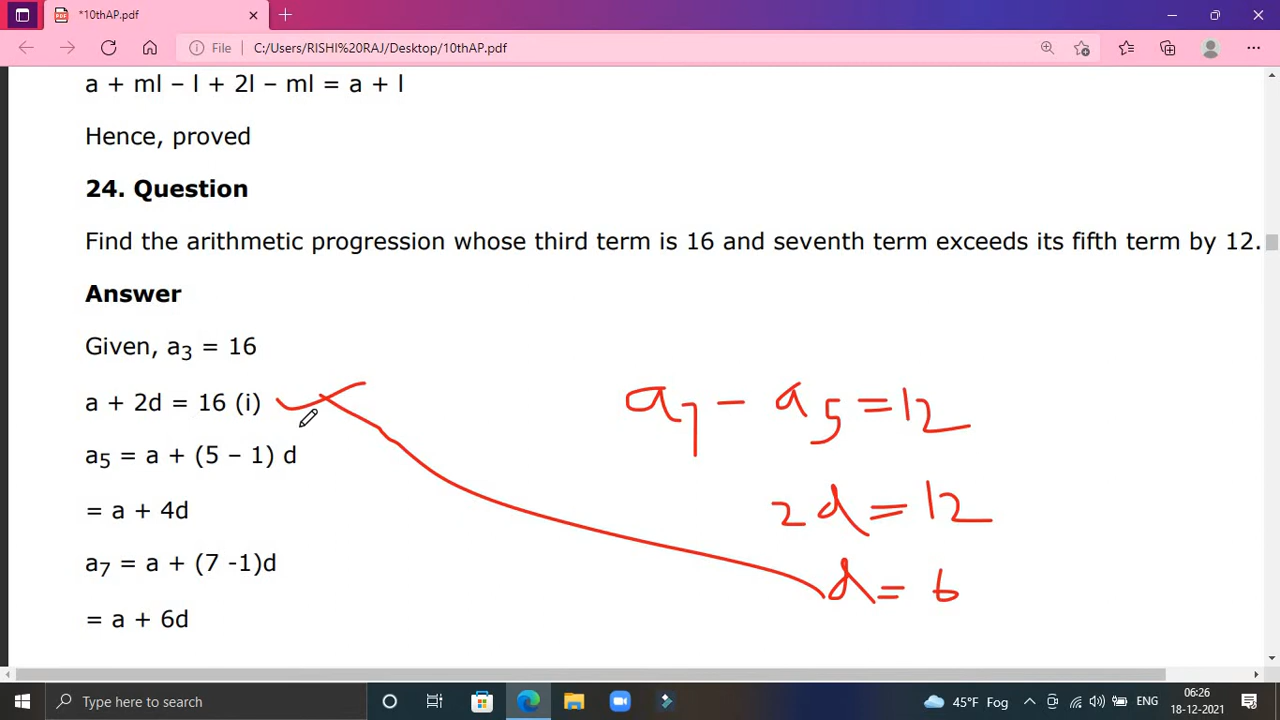 *10thAP.pdf
File C:/Users/RISHI%20RAJ/Desktop/10thAP.pdf
a + ml – l + 2l – ml = a + l
Hence, proved
24. Question
Find the arithmetic progression whose third term is 16 and seventh term exceeds its fifth term by 12.
Answer
Given, a₃ = 16
a + 2d = 16 (i)
a₅ = a + (5 – 1) d
= a + 4d
a₇ = a + (7 -1)d
= a + 6d
a₇ – a₅ = 12
2d = 12
d = 6
Type here to search
45°F Fog
ENG
06:26
18-12-2021